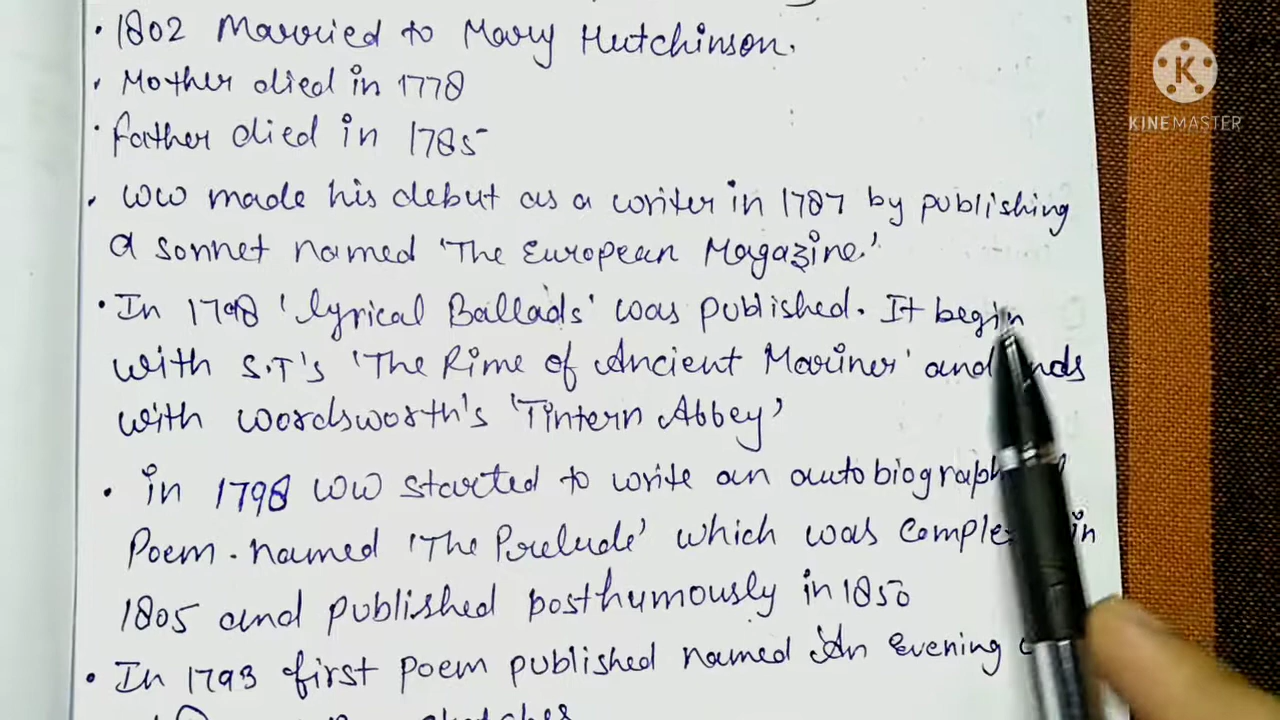 • 1802 Married to Mary Hutchinson.
• Mother died in 1778
• Father died in 1785
• WW made his debut as a writer in 1787 by publishing
a sonnet named 'The European Magazine.'
• In 1798 'Lyrical Ballads' was published. It begin
with S.T's 'The Rime of Ancient Mariner' and ends
with Wordsworth's 'Tintern Abbey'
• in 1798 WW started to write an autobiograph
Poem. named 'The Prelude' which was comple in
1805 and published posthumously in 1850
• In 1793 first poem published named 'An Evening
sketches
KINEMASTER